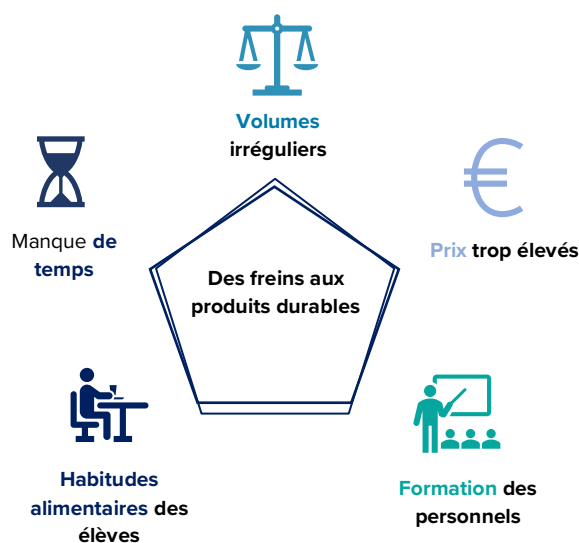 Volumes
irréguliers
Manque de
temps
Prix trop élevés
Des freins aux
produits durables
Habitudes
alimentaires des
élèves
Formation des
personnels